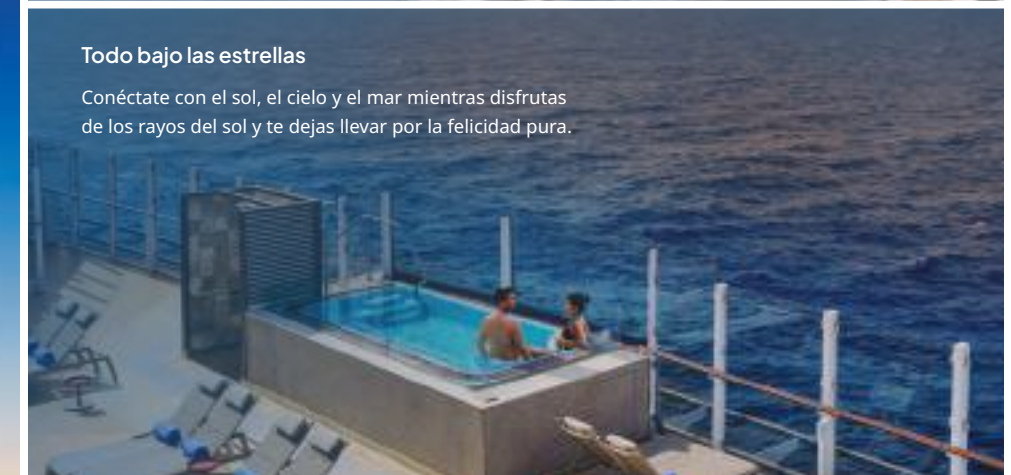 Todo bajo las estrellas
Conéctate con el sol, el cielo y el mar mientras disfrutas
de los rayos del sol y te dejas llevar por la felicidad pura.